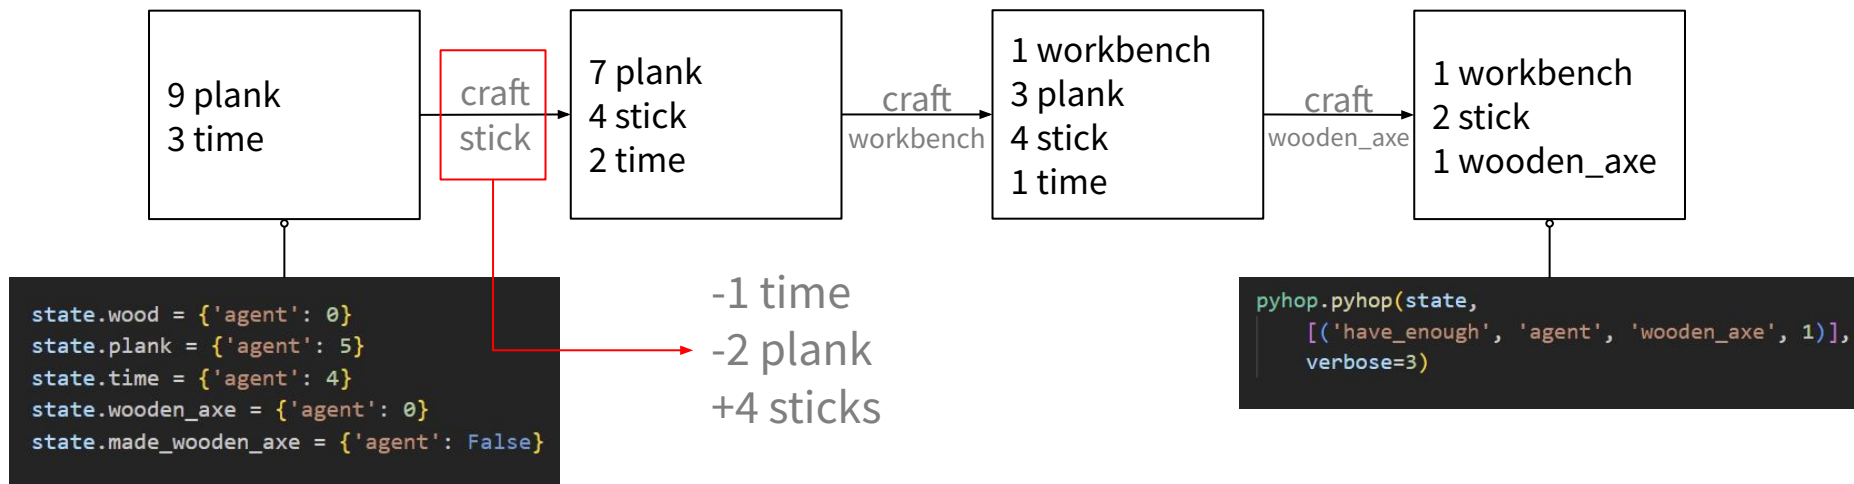 9 plank
3 time
craft
stick
7 plank
4 stick
2 time
craft
workbench
1 workbench
3 plank
4 stick
1 time
craft
wooden_axe
1 workbench
2 stick
1 wooden_axe
state.wood = {'agent': 0}
state.plank = {'agent': 5}
state.time = {'agent': 4}
state.wooden_axe = {'agent': 0}
state.made_wooden_axe = {'agent': False}
-1 time
-2 plank
+4 sticks
pyhop.pyhop(state,
[('have_enough', 'agent', 'wooden_axe', 1)],
verbose=3)